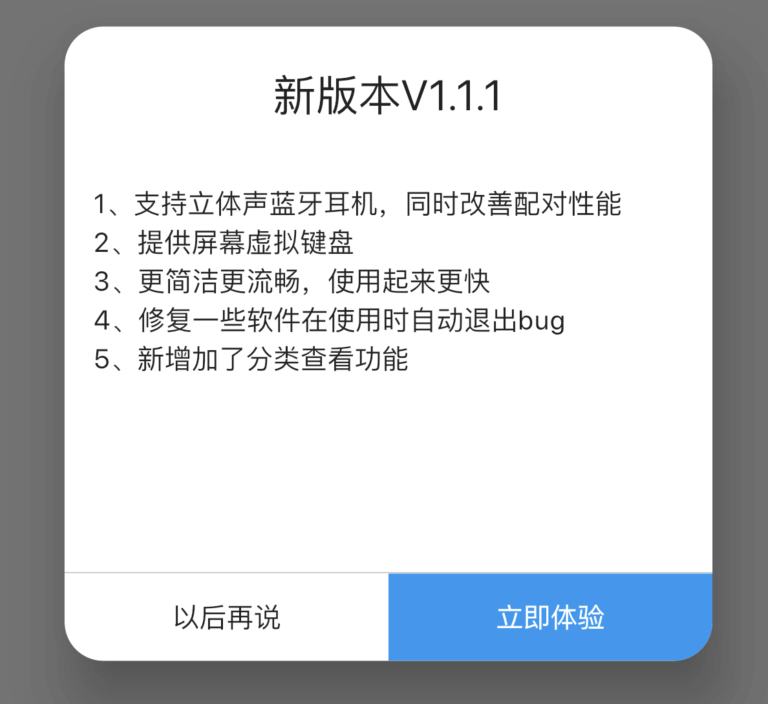 新版本V1.1.1
1、支持立体声蓝牙耳机，同时改善配对性能
2、提供屏幕虚拟键盘
3、更简洁更流畅，使用起来更快
4、修复一些软件在使用时自动退出bug
5、新增加了分类查看功能
以后再说
立即体验